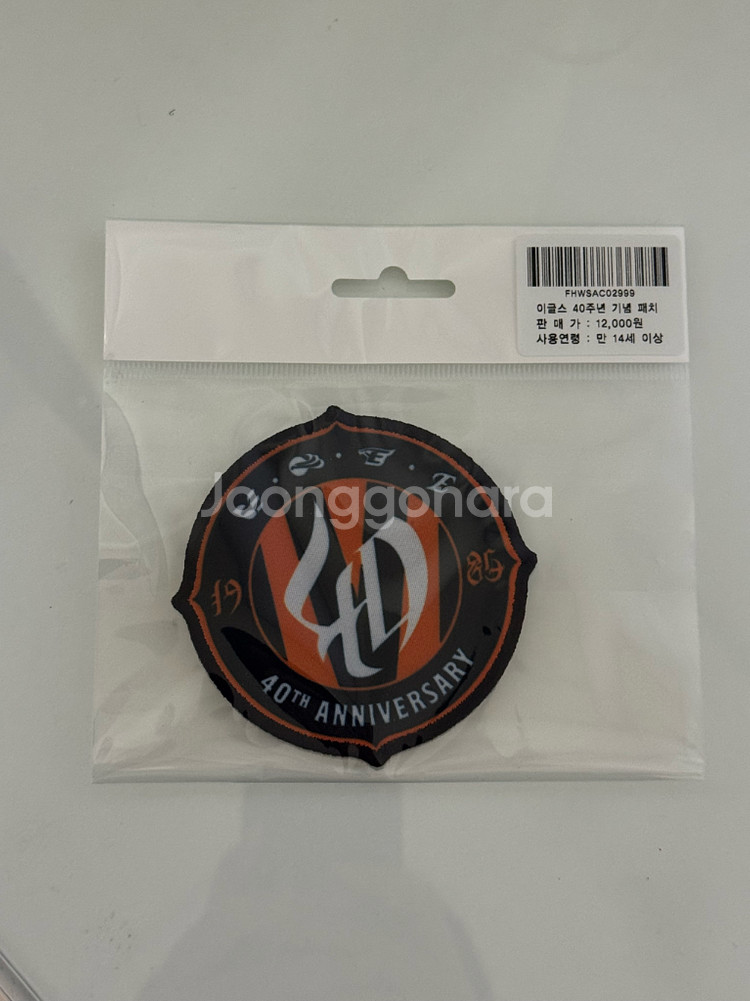 FHWSAC02999
이글스 40주년 기념 패치
판 매 가 : 12,000원
사용연령 : 만 14세 이상
Joonggonara
E
E
40
19 85
40TH ANNIVERSARY